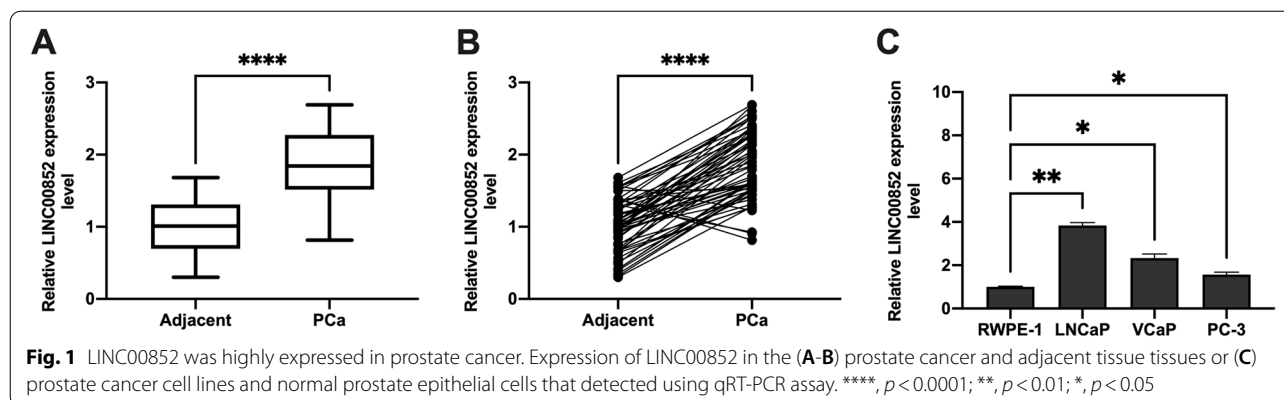 A
****
Relative LINC00852 expression
level
3
2
1
0
Adjacent
PCa
B
****
Relative LINC00852 expression
level
3
2
1
0
Adjacent
PCa
C
*
*
**
Relative LINC00852 expression
level
10
8
6
4
2
0
RWPE-1
LNCaP
VCaP
PC-3
Fig. 1 LINC00852 was highly expressed in prostate cancer. Expression of LINC00852 in the (A-B) prostate cancer and adjacent tissue tissues or (C)
prostate cancer cell lines and normal prostate epithelial cells that detected using qRT-PCR assay. ****, p < 0.0001; **, p < 0.01; *, p < 0.05